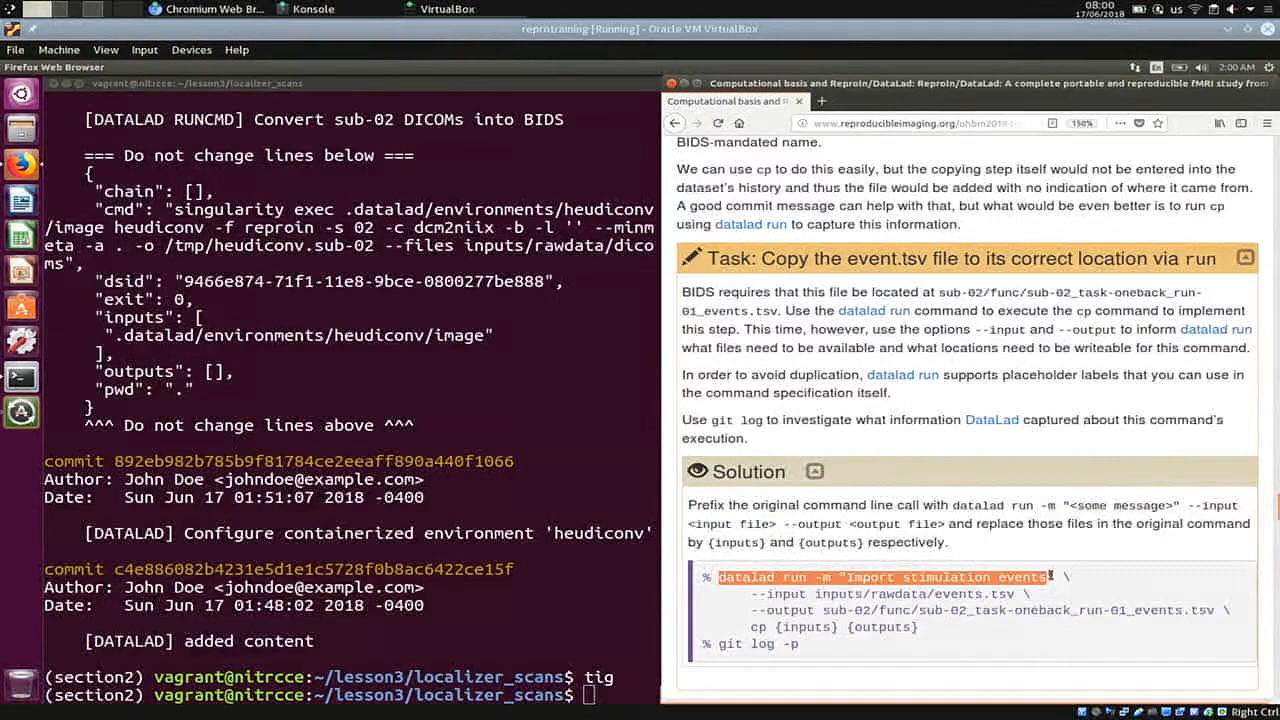 Chromium Web Br...
Konsole
VirtualBox
08:00
17/06/2018
us
reprotraining [Running] - Oracle VM VirtualBox
File Machine View Input Devices Help
Firefox Web Browser
En
2:00 AM
vagrant@nitrcce: ~/lesson3/localizer_scans
[DATALAD RUNCMD] Convert sub-02 DICOMs into BIDS
=== Do not change lines below ===
{
"chain": [],
"cmd": "singularity exec .datalad/environments/heudiconv
/image heudiconv -f reproin -s 02 -c dcm2niix -b -l '' --minm
eta -a . -o /tmp/heudiconv.sub-02 --files inputs/rawdata/dico
ms",
"dsid": "9466e874-71f1-11e8-9bce-0800277be888",
"exit": 0,
"inputs": [
".datalad/environments/heudiconv/image"
],
"outputs": [],
"pwd": "."
}
^^^ Do not change lines above ^^^
commit 892eb982b785b9f81784ce2eeaff890a440f1066
Author: John Doe <johndoe@example.com>
Date: Sun Jun 17 01:51:07 2018 -0400
[DATALAD] Configure containerized environment 'heudiconv'
commit c4e886082b4231e5d1e1c5728f0b8ac6422ce15f
Author: John Doe <johndoe@example.com>
Date: Sun Jun 17 01:48:02 2018 -0400
[DATALAD] added content
(section2) vagrant@nitrcce:~/lesson3/localizer_scans$ tig
(section2) vagrant@nitrcce:~/lesson3/localizer_scans$
Computational basis and ReproIn/DataLad: ReproIn/DataLad: A complete portable and reproducible fMRI study from
Computational basis and R
www.reproducibleimaging.org/ohbm2018-
150%
BIDS-mandated name.
We can use cp to do this easily, but the copying step itself would not be entered into the
dataset's history and thus the file would be added with no indication of where it came from.
A good commit message can help with that, but what would be even better is to run cp
using datalad run to capture this information.
Task: Copy the event.tsv file to its correct location via run
BIDS requires that this file be located at sub-02/func/sub-02_task-oneback_run-
01_events.tsv. Use the datalad run command to execute the cp command to implement
this step. This time, however, use the options --input and --output to inform datalad run
what files need to be available and what locations need to be writeable for this command.
In order to avoid duplication, datalad run supports placeholder labels that you can use in
the command specification itself.
Use git log to investigate what information DataLad captured about this command's
execution.
Solution
Prefix the original command line call with datalad run -m "<some message>" --input
<input file> --output <output file> and replace those files in the original command
by {inputs} and {outputs} respectively.
% datalad run -m "Import stimulation events" \
--input inputs/rawdata/events.tsv \
--output sub-02/func/sub-02_task-oneback_run-01_events.tsv \
cp {inputs} {outputs}
% git log -p
Right Ctrl